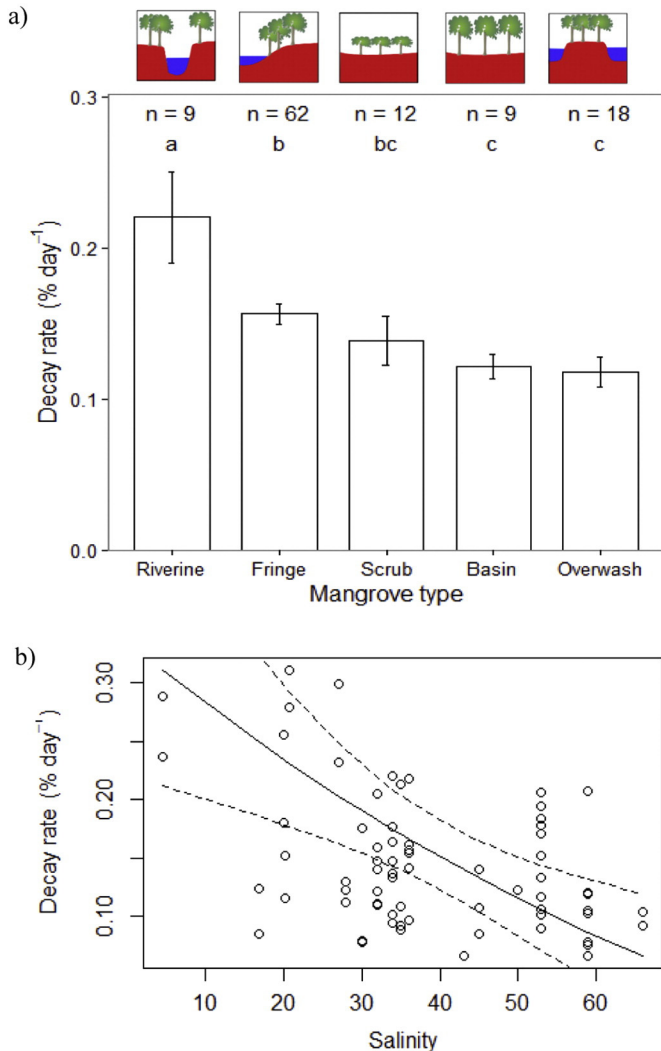 a)
n = 9 n = 62 n = 12 n = 9 n = 18
a b bc c c
0.3
0.2
0.1
0.0
Decay rate (% day⁻¹)
Riverine Fringe Scrub Basin Overwash
Mangrove type
b)
0.30
0.20
0.10
Decay rate (% day⁻¹)
10 20 30 40 50 60
Salinity